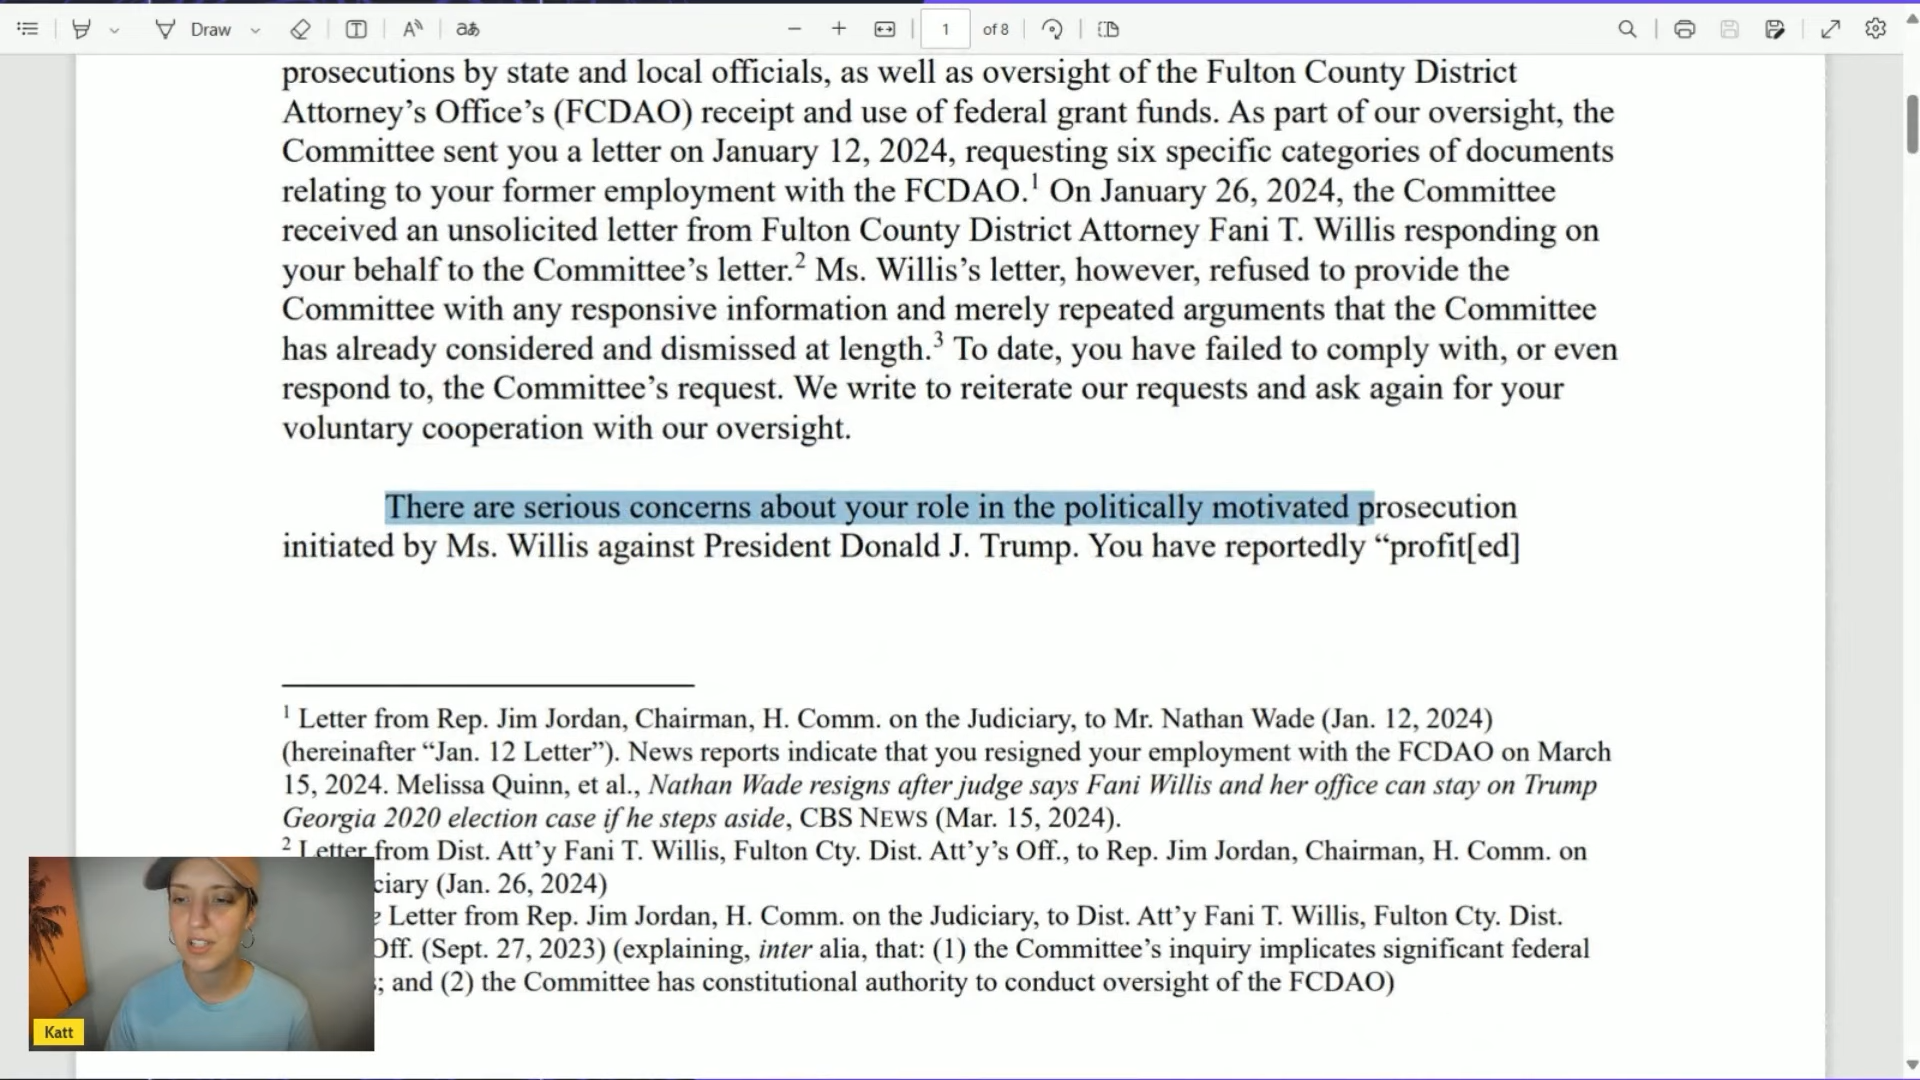 Draw
1 of 8
prosecutions by state and local officials, as well as oversight of the Fulton County District
Attorney’s Office’s (FCDAO) receipt and use of federal grant funds. As part of our oversight, the
Committee sent you a letter on January 12, 2024, requesting six specific categories of documents
relating to your former employment with the FCDAO.1 On January 26, 2024, the Committee
received an unsolicited letter from Fulton County District Attorney Fani T. Willis responding on
your behalf to the Committee’s letter.2 Ms. Willis’s letter, however, refused to provide the
Committee with any responsive information and merely repeated arguments that the Committee
has already considered and dismissed at length.3 To date, you have failed to comply with, or even
respond to, the Committee’s request. We write to reiterate our requests and ask again for your
voluntary cooperation with our oversight.
There are serious concerns about your role in the politically motivated prosecution
initiated by Ms. Willis against President Donald J. Trump. You have reportedly “profit[ed]
1 Letter from Rep. Jim Jordan, Chairman, H. Comm. on the Judiciary, to Mr. Nathan Wade (Jan. 12, 2024)
(hereinafter “Jan. 12 Letter”). News reports indicate that you resigned your employment with the FCDAO on March
15, 2024. Melissa Quinn, et al., Nathan Wade resigns after judge says Fani Willis and her office can stay on Trump
Georgia 2020 election case if he steps aside, CBS NEWS (Mar. 15, 2024).
2 Letter from Dist. Att’y Fani T. Willis, Fulton Cty. Dist. Att’y’s Off., to Rep. Jim Jordan, Chairman, H. Comm. on
ciary (Jan. 26, 2024)
Letter from Rep. Jim Jordan, H. Comm. on the Judiciary, to Dist. Att’y Fani T. Willis, Fulton Cty. Dist.
Off. (Sept. 27, 2023) (explaining, inter alia, that: (1) the Committee’s inquiry implicates significant federal
; and (2) the Committee has constitutional authority to conduct oversight of the FCDAO)
Katt